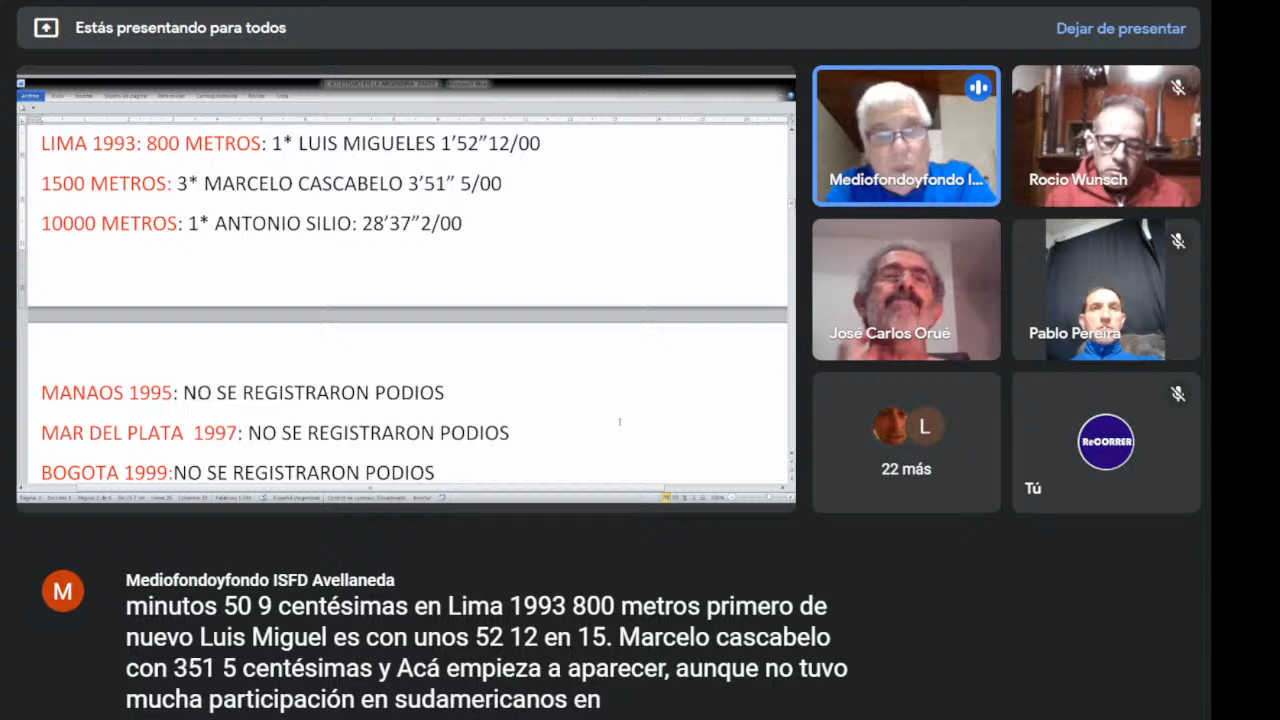 Estás presentando para todos
Dejar de presentar
LIMA 1993: 800 METROS: 1* LUIS MIGUELES 1’52”12/00
1500 METROS: 3* MARCELO CASCABELO 3’51” 5/00
10000 METROS: 1* ANTONIO SILIO: 28’37”2/00
MANAOS 1995: NO SE REGISTRARON PODIOS
MAR DEL PLATA 1997: NO SE REGISTRARON PODIOS
BOGOTA 1999:NO SE REGISTRARON PODIOS
Mediofondoyfondo I...
Rocio Wunsch
José Carlos Orué
Pablo Pereira
L
22 más
ReCORRER
Tú
M
Mediofondoyfondo ISFD Avellaneda
minutos 50 9 centésimas en Lima 1993 800 metros primero de
nuevo Luis Miguel es con unos 52 12 en 15. Marcelo cascabelo
con 351 5 centésimas y Acá empieza a aparecer, aunque no tuvo
mucha participación en sudamericanos en